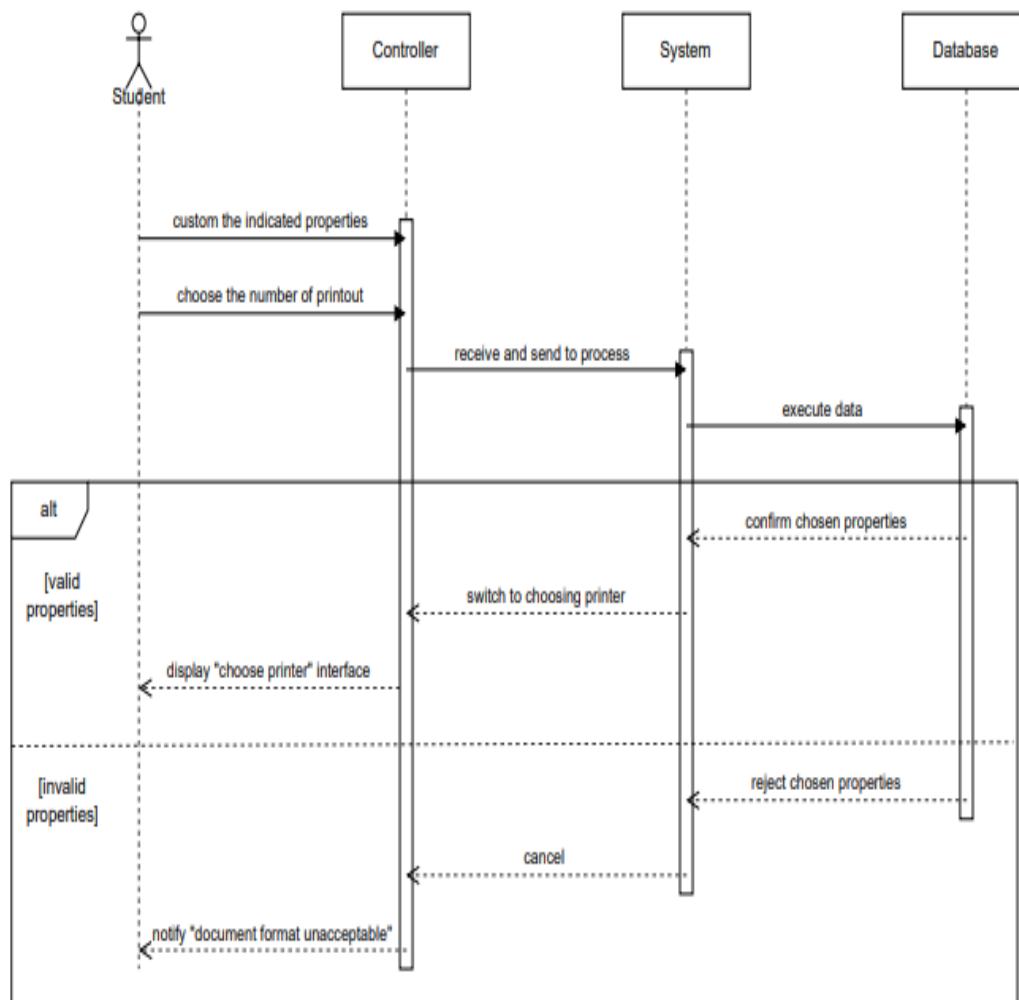 Student
Controller
System
Database
custom the indicated properties
choose the number of printout
receive and send to process
execute data
alt
confirm chosen properties
[valid
properties]
switch to choosing printer
display "choose printer" interface
[invalid
properties]
reject chosen properties
cancel
notify "document format unacceptable"